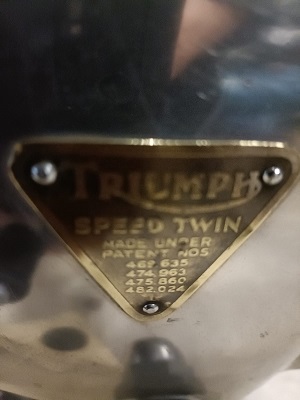 TRIUMPH
SPEED TWIN
MADE UNDER
PATENT NOS
469.635
474.963
475.860
482.024